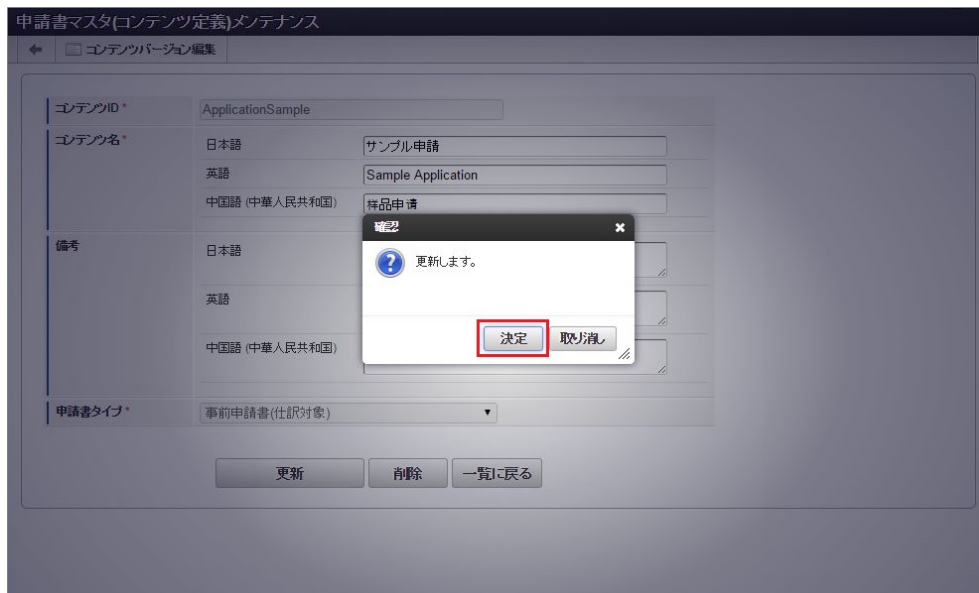 申請書マスタ(コンテンツ定義)メンテナンス
コンテンツバージョン編集
コンテンツID* ApplicationSample
コンテンツ名* 日本語 サンプル申請
英語 Sample Application
中国語 (中華人民共和国) 样品申请
確認
備考 日本語
更新します。
英語
決定 取り消し
中国語 (中華人民共和国)
申請書タイプ* 事前申請書(仕訳対象)
更新 削除 一覧に戻る